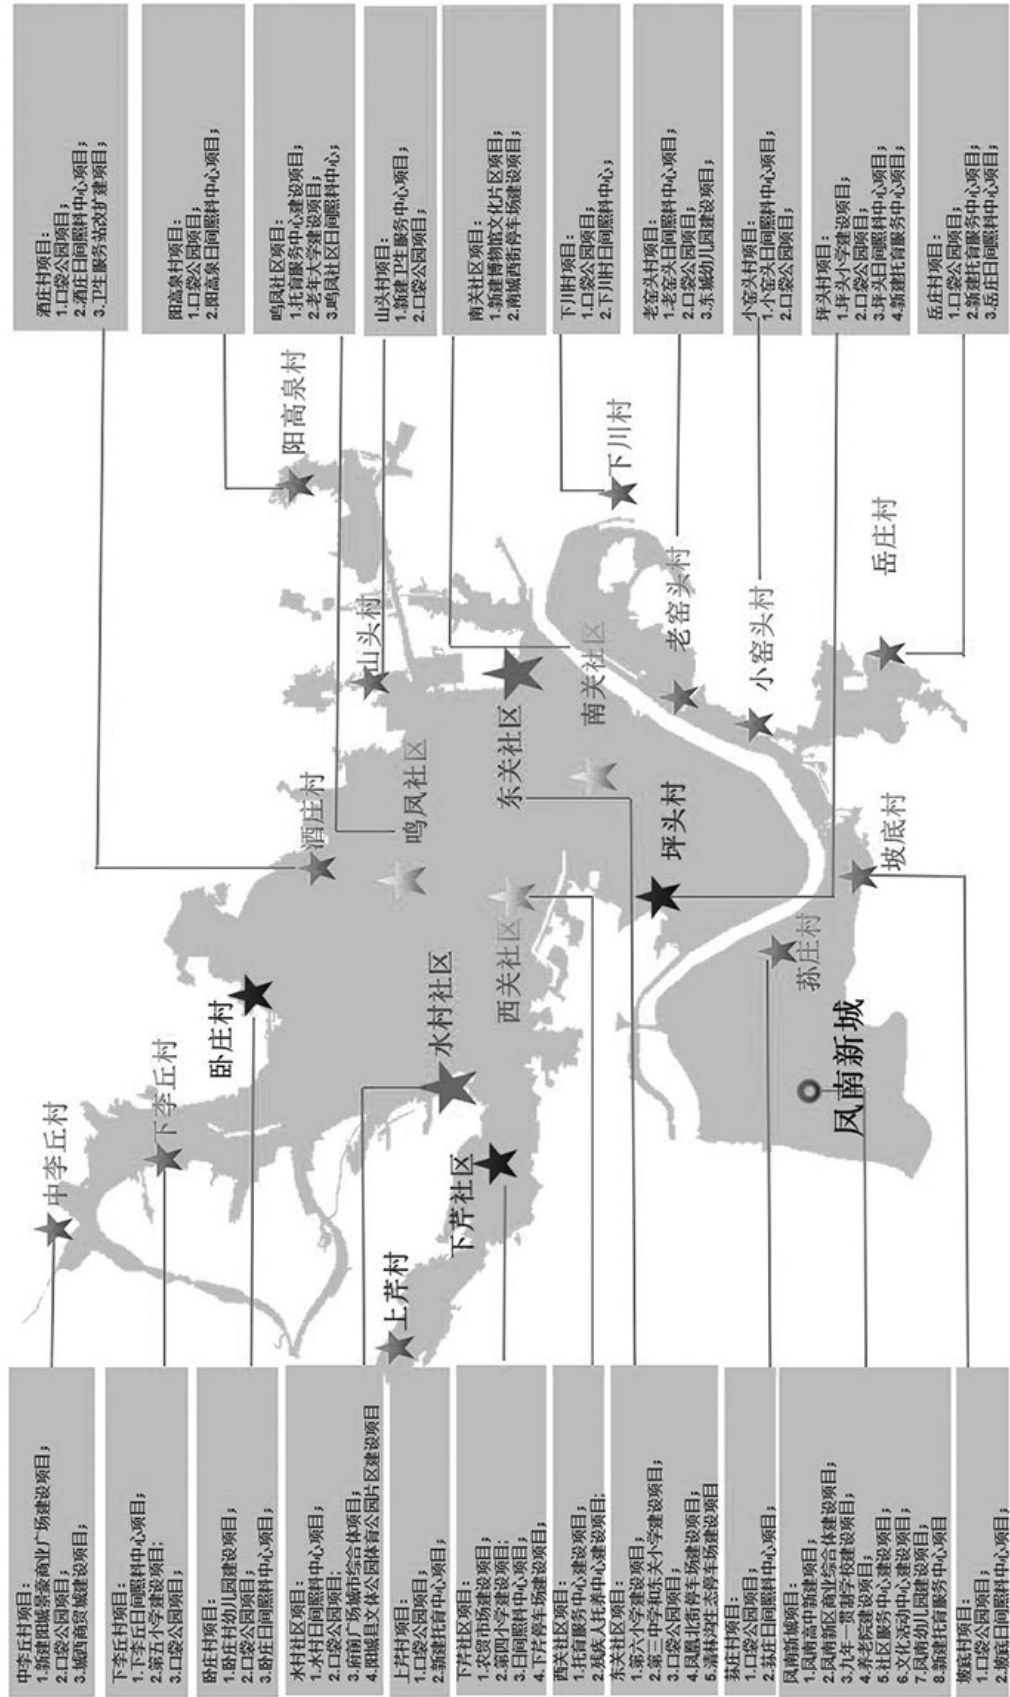 中李丘村项目：
1.新建阳城景豪商业广场建设项目；
2.口袋公园项目；
3.城西商贸城建设项目；
下李丘村项目：
1.下李丘日间照料中心项目；
2.第五小学建设项目；
3.口袋公园项目；
卧庄村项目：
1.卧庄村幼儿园建设项目；
2.口袋公园项目；
3.卧庄日间照料中心项目；
水村社区项目：
1.水村日间照料中心项目；
2.口袋公园项目；
3.府前广场城市综合体项目；
4.阳城县文体公园体育公园片区建设项目
上芹村项目：
1.口袋公园项目；
2.新建托育中心项目；
下芹社区项目：
1.农贸市场建设项目；
2.第四小学建设项目；
3.日间照料中心项目；
4.下芹停车场建设项目；
西关社区项目：
1.托育服务中心建设项目；
2.残疾人托养中心建设项目；
东关社区项目：
1.第六小学建设项目；
2.第三中学和东关小学建设项目；
3.口袋公园项目；
4.凤凰北街停车场建设项目；
5.清林沟生态停车场建设项目
荪庄村项目：
1.口袋公园项目；
2.荪庄日间照料中心项目；
凤南新城项目：
1.凤南高中新建项目；
2.凤南新区商业综合体建设项目；
3.九年一贯制学校建设项目；
4.养老院建设项目；
5.社区服务中心建设项目；
6.文化活动中心建设项目；
7.凤南幼儿园建设项目；
8.新建托育服务中心项目
坡底村项目：
1.口袋公园项目；
2.坡底日间照料中心项目；
中李丘村
下李丘村
卧庄村
上芹村
下芹社区
水村社区
西关社区
酒庄村
鸣凤社区
东关社区
南关社区
坪头村
荪庄村
凤南新城
坡底村
阳高泉村
山头村
下川村
老窑头村
小窑头村
岳庄村
酒庄村项目：
1.口袋公园项目；
2.酒庄日间照料中心项目；
3.卫生服务站改扩建项目；
阳高泉村项目：
1.口袋公园项目；
2.阳高泉日间照料中心项目；
鸣凤社区项目：
1.托育服务中心建设项目；
2.老年大学建设项目；
3.鸣凤社区日间照料中心；
山头村项目：
1.新建卫生服务中心项目；
2.口袋公园项目；
南关社区项目：
1.新建博物馆文化片区项目；
2.南城西街停车场建设项目；
下川村项目：
1.口袋公园项目；
2.下川村日间照料中心；
老窑头村项目：
1.老窑头日间照料中心项目；
2.口袋公园项目；
3.东城幼儿园建设项目；
小窑头村项目：
1.小窑头日间照料中心项目；
2.口袋公园项目；
坪头村项目：
1.坪头小学建设项目；
2.口袋公园项目；
3.坪头日间照料中心项目；
4.新建托育服务中心项目；
岳庄村项目：
1.口袋公园项目；
2.新建托育服务中心项目；
3.岳庄日间照料中心项目；